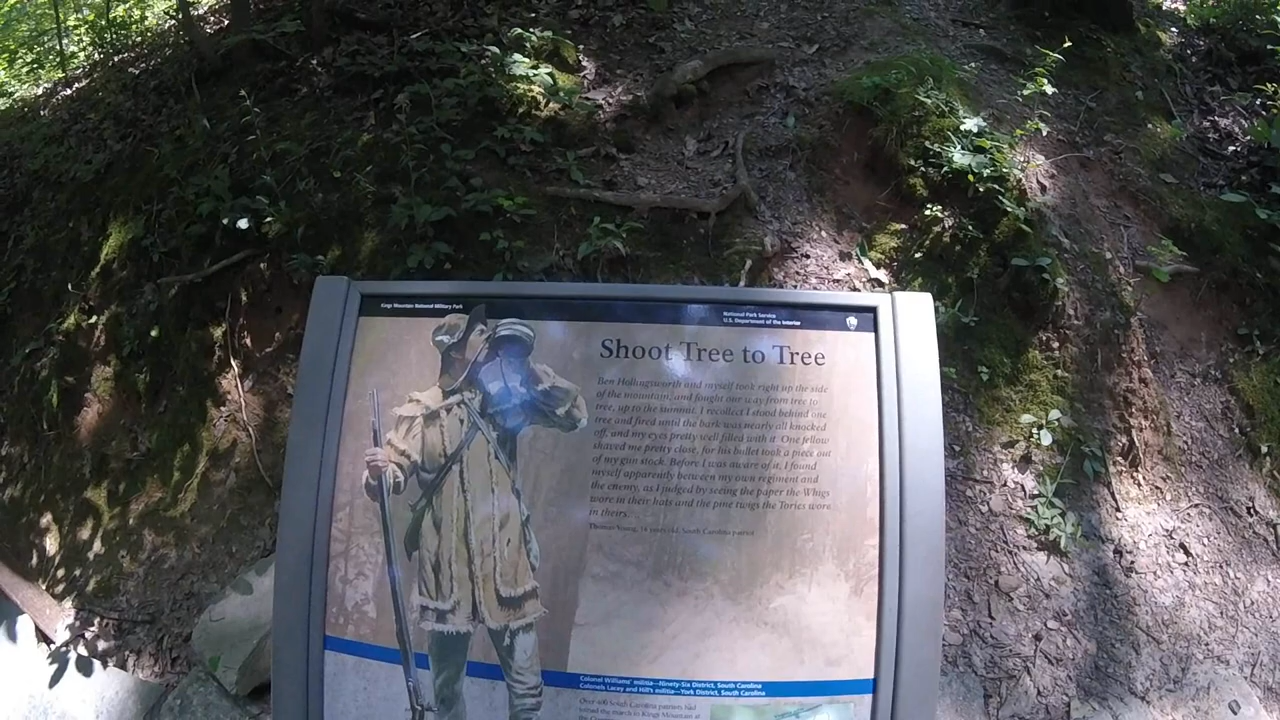 Kings Mountain National Military Park
National Park Service
U.S. Department of the Interior
Shoot Tree to Tree
Ben Hollingsworth and myself took right up the side
of the mountain, and fought our way from tree to
tree, up to the summit. I recollect I stood behind one
tree and fired until the bark was nearly all knocked
off, and my eyes pretty well filled with it. One fellow
shaved me pretty close, for his bullet took a piece out
of my gun stock. Before I was aware of it, I found
myself apparently between my own regiment and
the enemy, as I judged by seeing the paper the Whigs
wore in their hats and the pine twigs the Tories wore
in theirs.
Thomas Young, 16 years old, South Carolina patriot
Colonel Williams' militia—Ninety-Six District, South Carolina
Colonels Lacey and Hill's militia—York District, South Carolina
Over 400 South Carolina patriots had
joined the march to Kings Mountain at